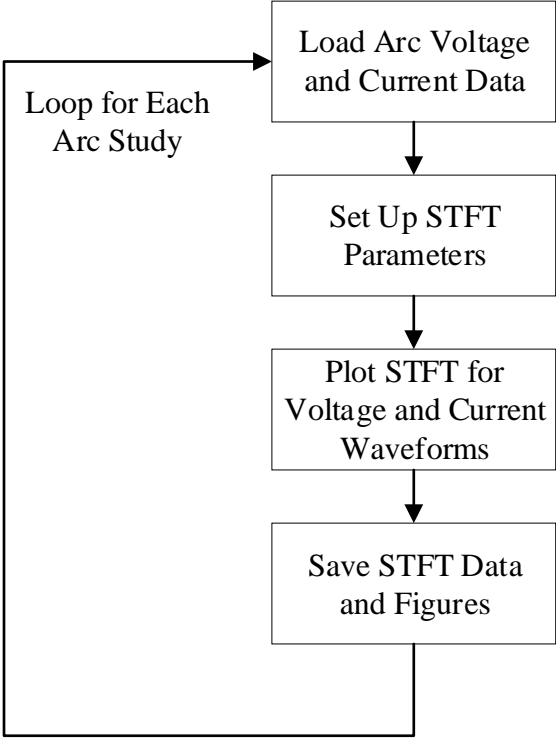 Load Arc Voltage
and Current Data
Loop for Each
Arc Study
Set Up STFT
Parameters
Plot STFT for
Voltage and Current
Waveforms
Save STFT Data
and Figures